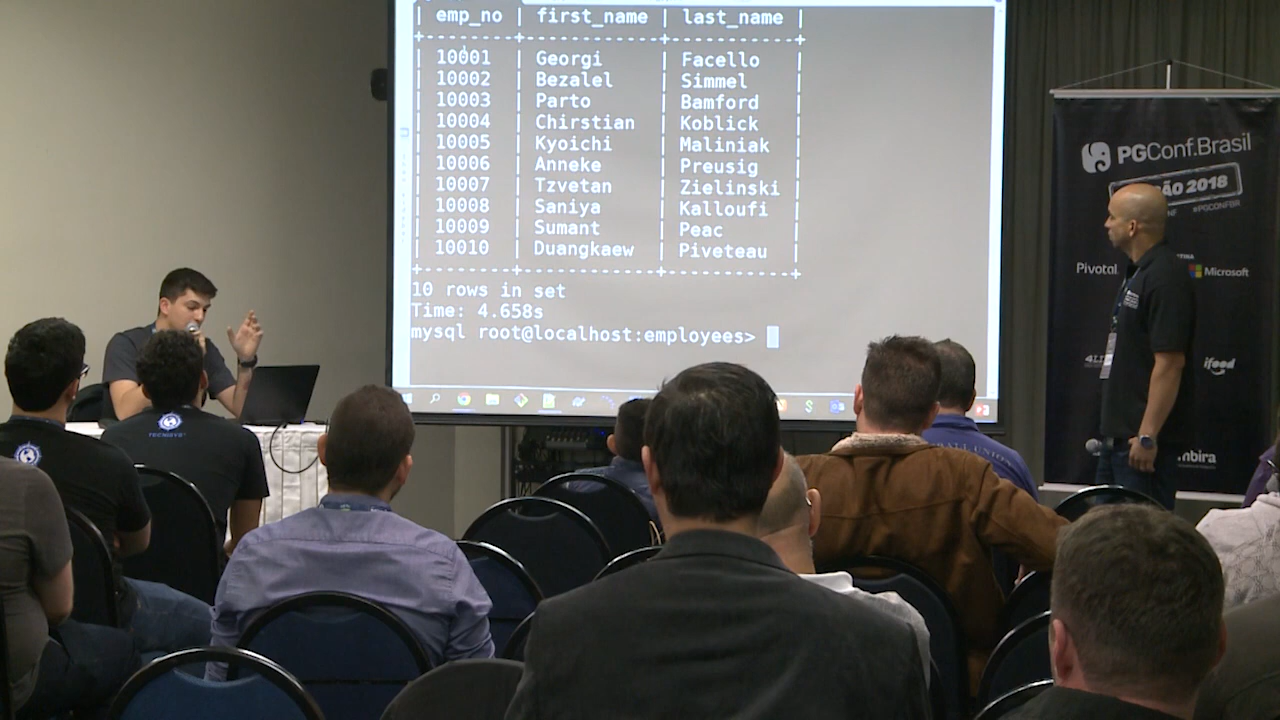 | emp_no | first_name | last_name |
+--------+------------+-----------+
| 10001 | Georgi | Facello |
| 10002 | Bezalel | Simmel |
| 10003 | Parto | Bamford |
| 10004 | Chirstian | Koblick |
| 10005 | Kyoichi | Maliniak |
| 10006 | Anneke | Preusig |
| 10007 | Tzvetan | Zielinski |
| 10008 | Saniya | Kalloufi |
| 10009 | Sumant | Peac |
| 10010 | Duangkaew | Piveteau |
+--------+------------+-----------+
10 rows in set
Time: 4.658s
mysql root@localhost:employees>
PGConf.Brasil
2018
#PGCONFBR
Pivotal
Microsoft
ifood
TECNISYS